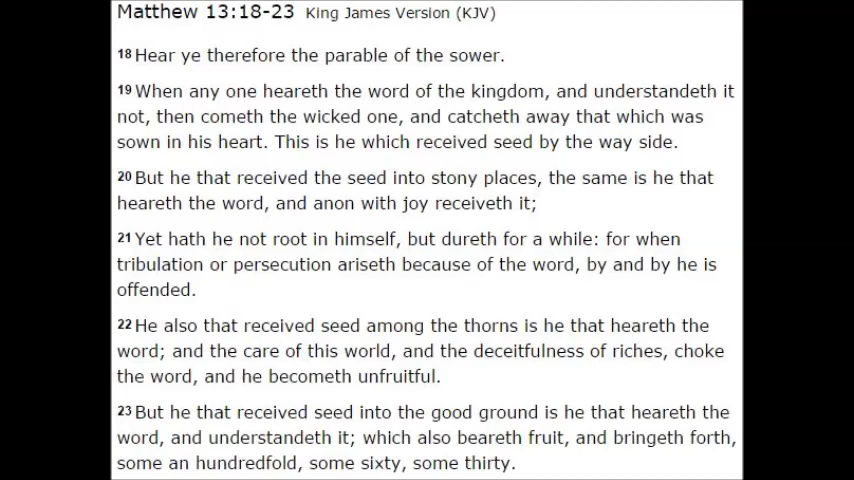 Matthew 13:18-23 King James Version (KJV)
18 Hear ye therefore the parable of the sower.
19 When any one heareth the word of the kingdom, and understandeth it
not, then cometh the wicked one, and catcheth away that which was
sown in his heart. This is he which received seed by the way side.
20 But he that received the seed into stony places, the same is he that
heareth the word, and anon with joy receiveth it;
21 Yet hath he not root in himself, but dureth for a while: for when
tribulation or persecution ariseth because of the word, by and by he is
offended.
22 He also that received seed among the thorns is he that heareth the
word; and the care of this world, and the deceitfulness of riches, choke
the word, and he becometh unfruitful.
23 But he that received seed into the good ground is he that heareth the
word, and understandeth it; which also beareth fruit, and bringeth forth,
some an hundredfold, some sixty, some thirty.